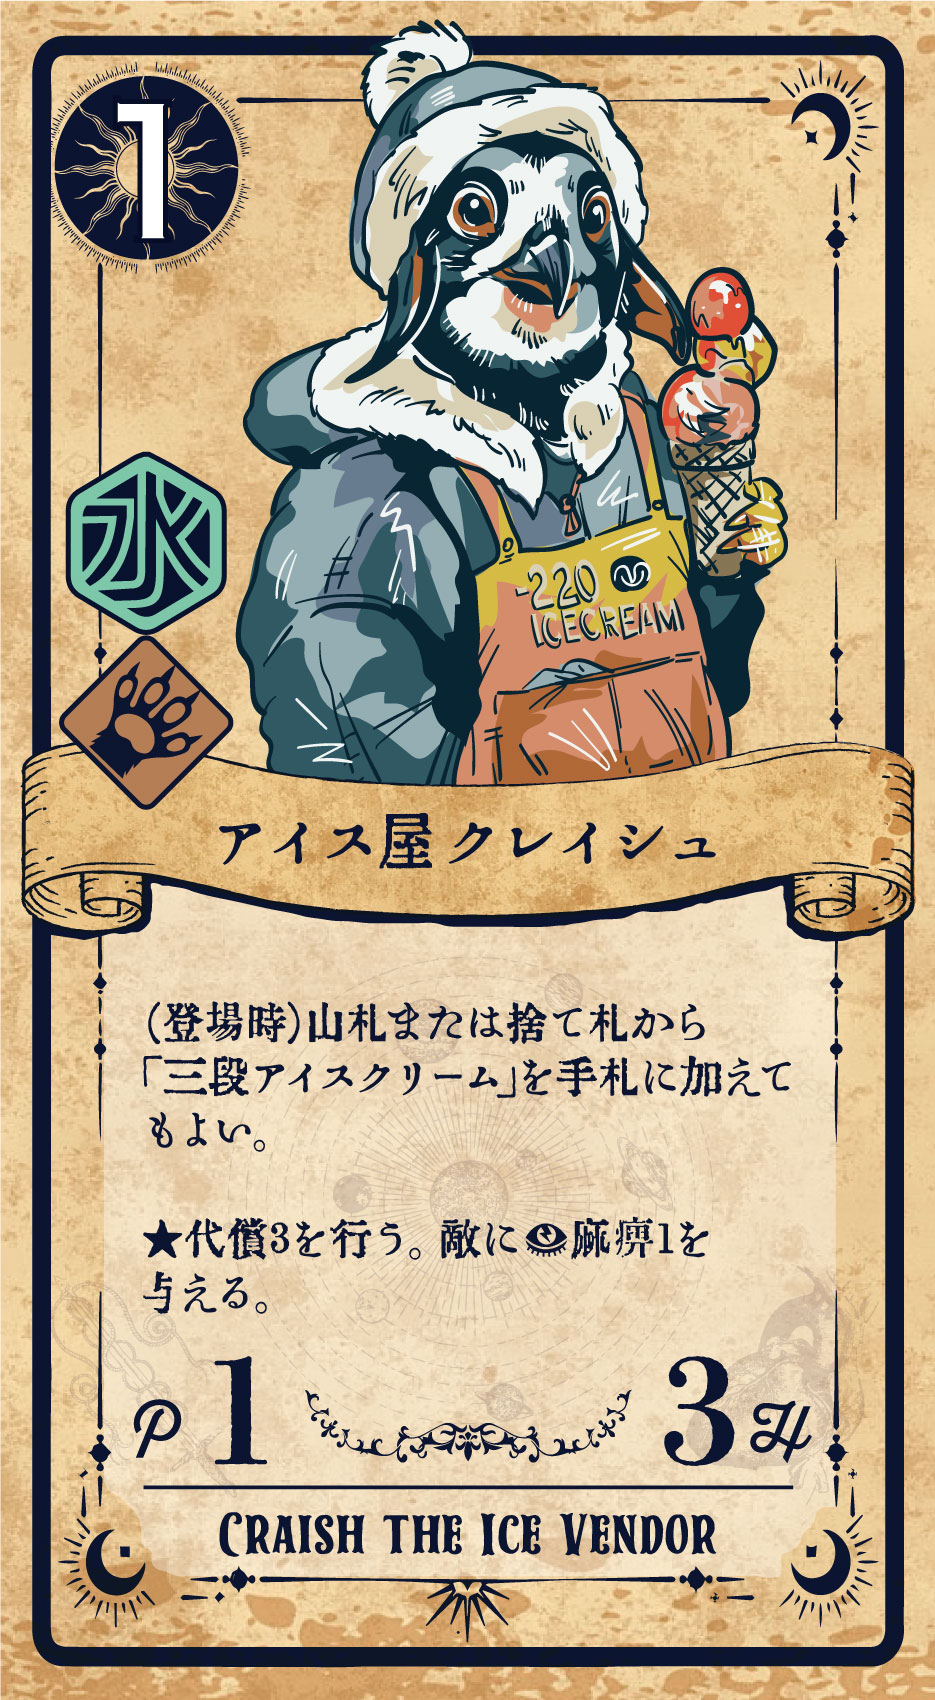 1
-220
ICECREAM
水
アイス屋 クレイシュ
(登場時)山札または捨て札から
「三段アイスクリーム」を手札に加えて
もよい。
★代償3を行う。敵に麻痺1を
与える。
P 1 3 H
CRAISH THE ICE VENDOR